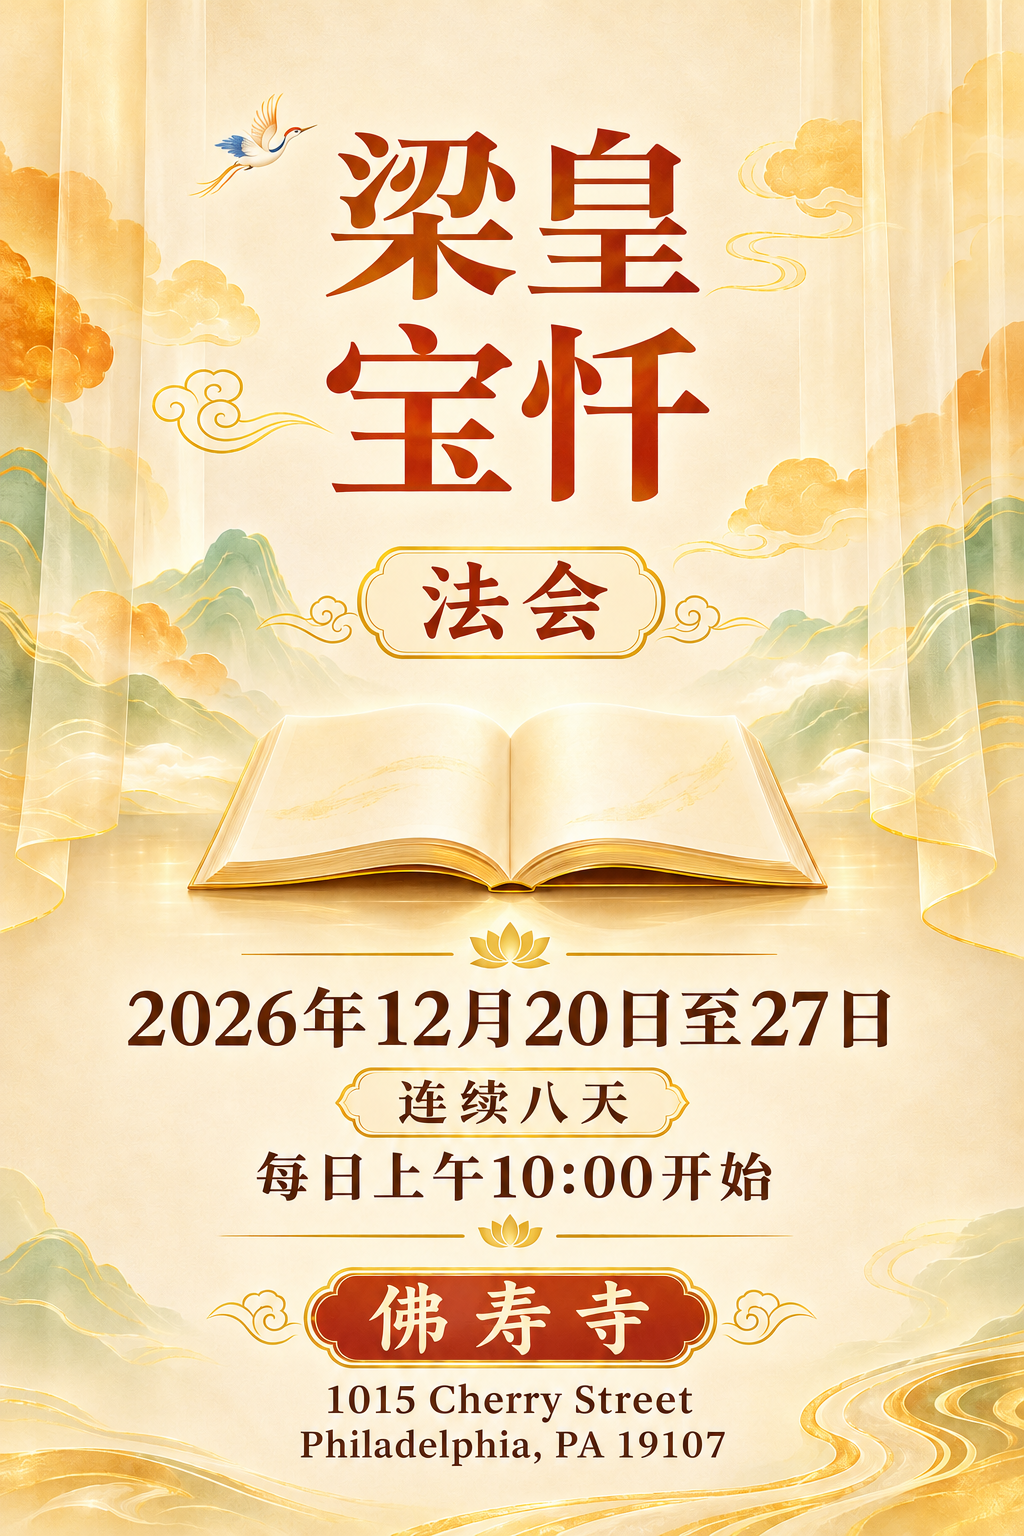 梁皇
宝忏
法会
2026年12月20日至27日
连续八天
每日上午10:00开始
佛寿寺
1015 Cherry Street
Philadelphia, PA 19107